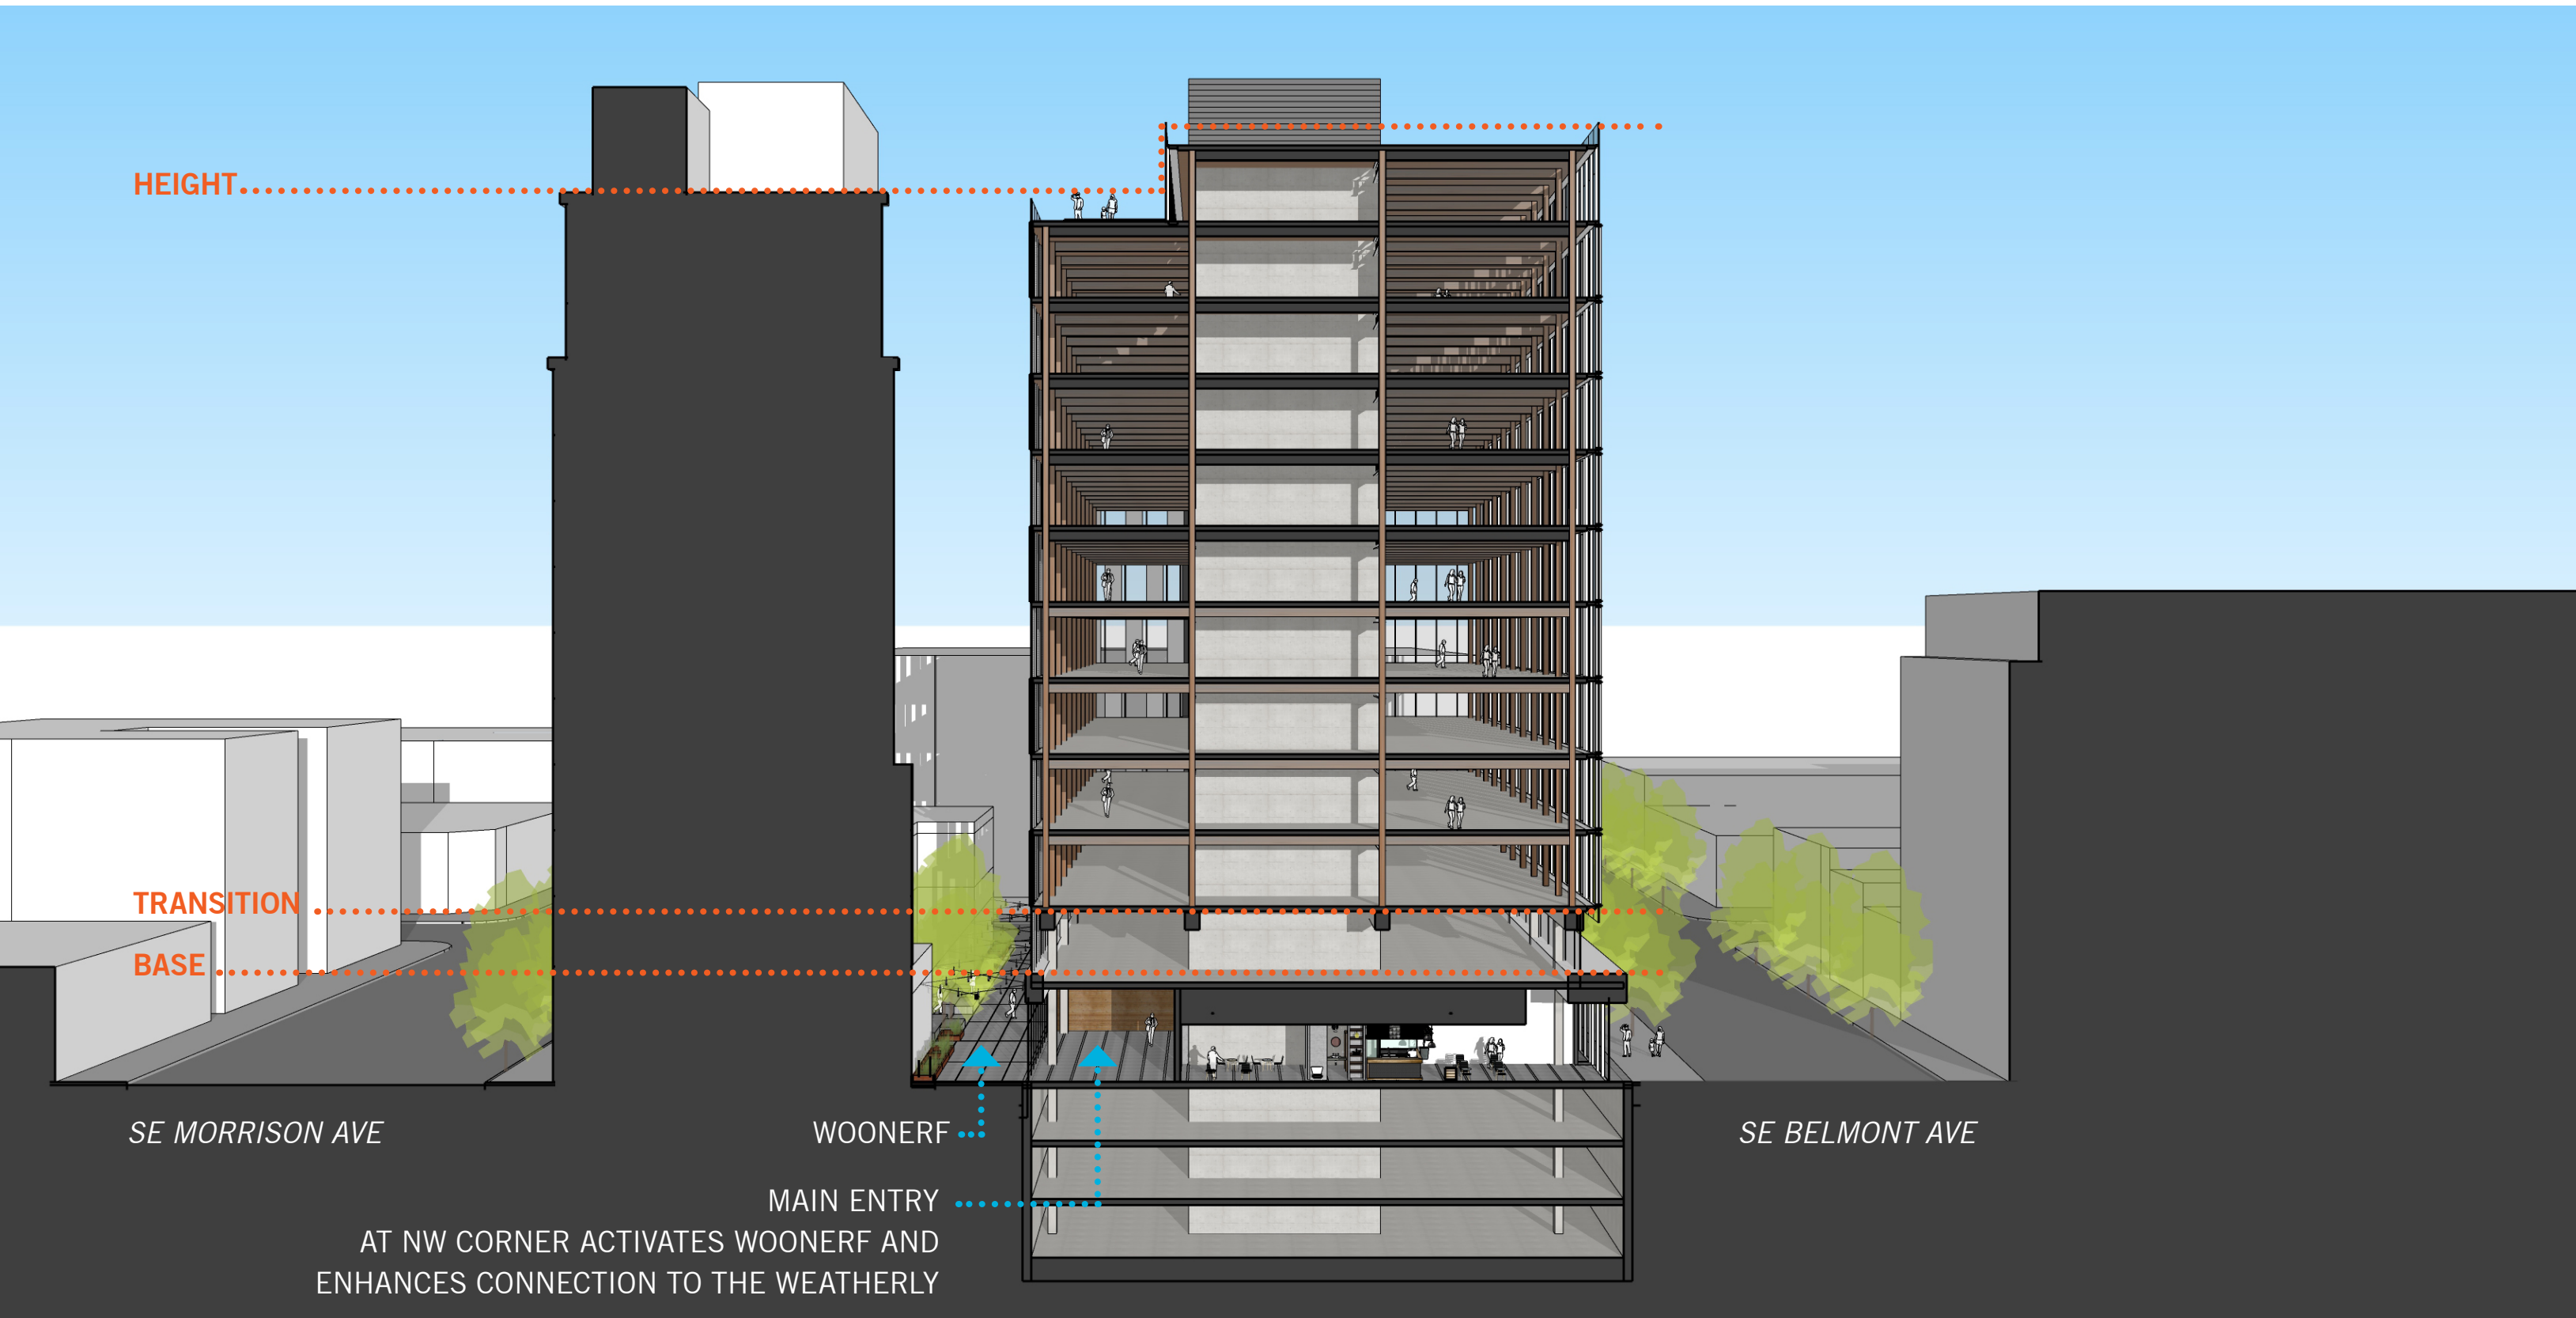 HEIGHT
TRANSITION
BASE
SE MORRISON AVE
WOONERF
SE BELMONT AVE
MAIN ENTRY
AT NW CORNER ACTIVATES WOONERF AND
ENHANCES CONNECTION TO THE WEATHERLY